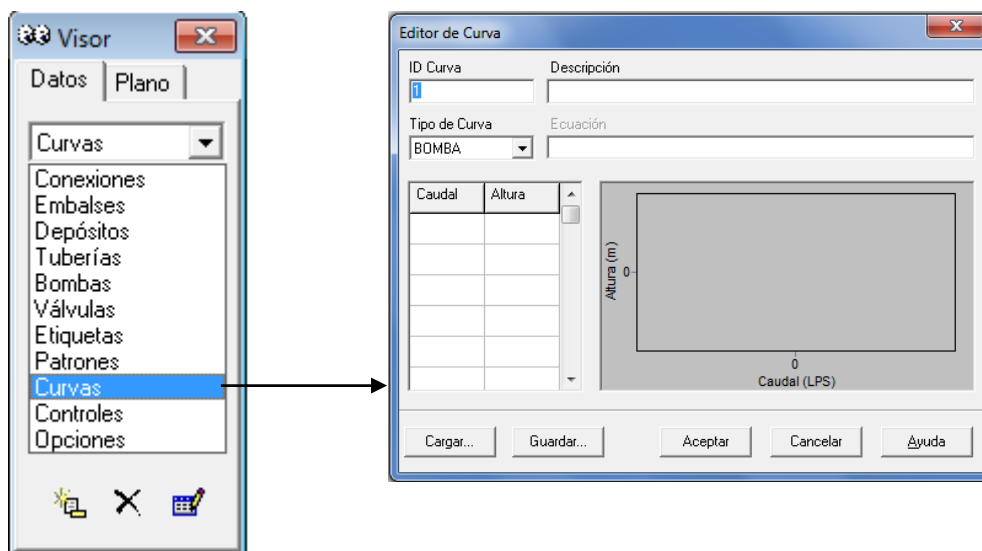 Visor
Datos Plano
Curvas
Conexiones
Embalses
Depósitos
Tuberías
Bombas
Válvulas
Etiquetas
Patrones
Curvas
Controles
Opciones
Editor de Curva
ID Curva Descripción
1
Tipo de Curva Ecuación
BOMBA
Caudal Altura
Altura (m)
0
0
Caudal (LPS)
Cargar... Guardar... Aceptar Cancelar Ayuda